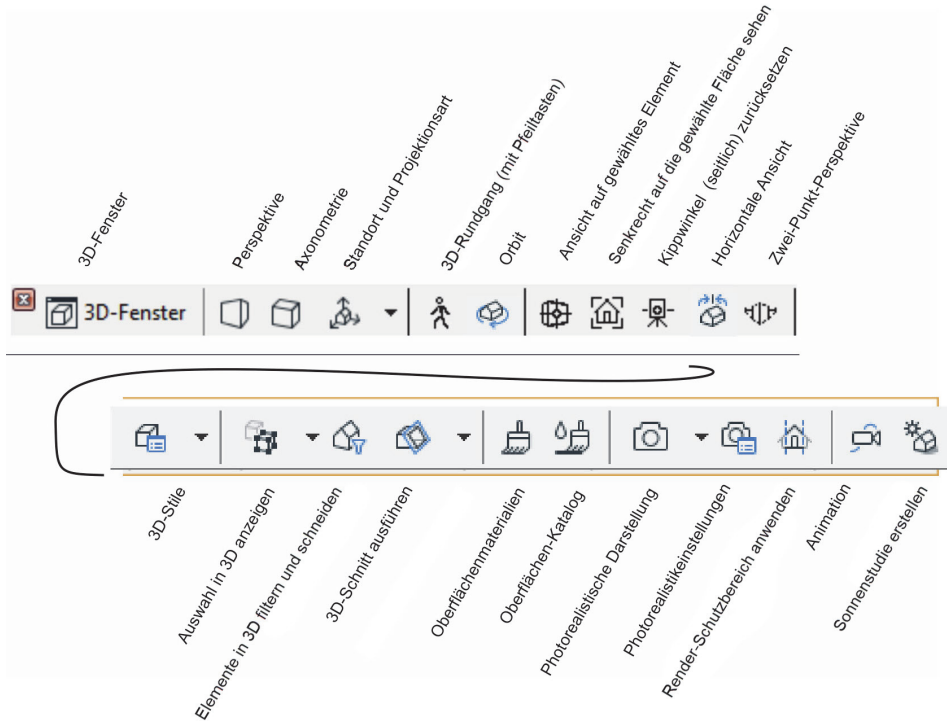 3D-Fenster
Perspektive
Axonometrie
Standort und Projektionsart
3D-Rundgang (mit Pfeiltasten)
Orbit
Ansicht auf gewähltes Element
Senkrecht auf die gewählte Fläche sehen
Kippwinkel (seitlich) zurücksetzen
Horizontale Ansicht
Zwei-Punkt-Perspektive
3D-Fenster
3D-Stile
Auswahl in 3D anzeigen
Elemente in 3D filtern und schneiden
3D-Schnitt ausführen
Oberflächenmaterialien
Oberflächen-Katalog
Photorealistische Darstellung
Photorealistikeinstellungen
Render-Schutzbereich anwenden
Animation
Sonnenstudie erstellen